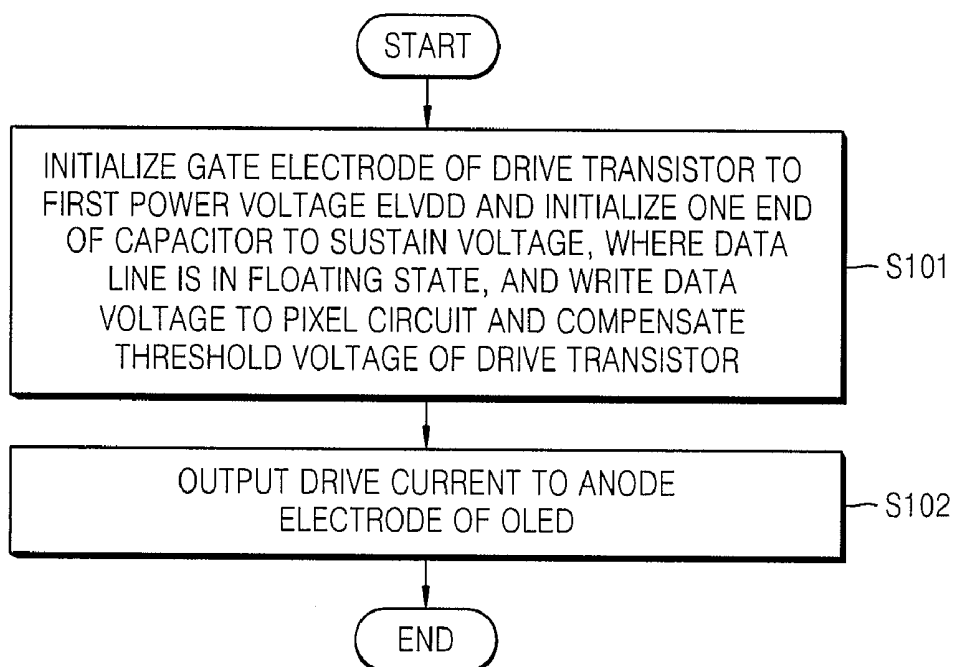 START
INITIALIZE GATE ELECTRODE OF DRIVE TRANSISTOR TO
FIRST POWER VOLTAGE ELVDD AND INITIALIZE ONE END
OF CAPACITOR TO SUSTAIN VOLTAGE, WHERE DATA
LINE IS IN FLOATING STATE, AND WRITE DATA
VOLTAGE TO PIXEL CIRCUIT AND COMPENSATE
THRESHOLD VOLTAGE OF DRIVE TRANSISTOR
S101
OUTPUT DRIVE CURRENT TO ANODE
ELECTRODE OF OLED
S102
END